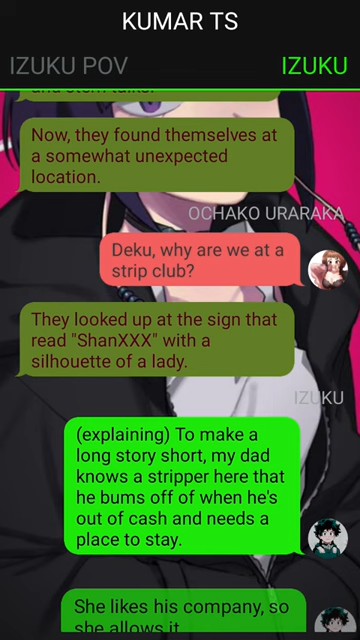 KUMAR TS
IZUKU POV
IZUKU
Now, they found themselves at
a somewhat unexpected
location.
OCHAKO URARAKA
Deku, why are we at a
strip club?
They looked up at the sign that
read "ShanXXX" with a
silhouette of a lady.
IZUKU
(explaining) To make a
long story short, my dad
knows a stripper here that
he bums off of when he's
out of cash and needs a
place to stay.
She likes his company, so
she allows it